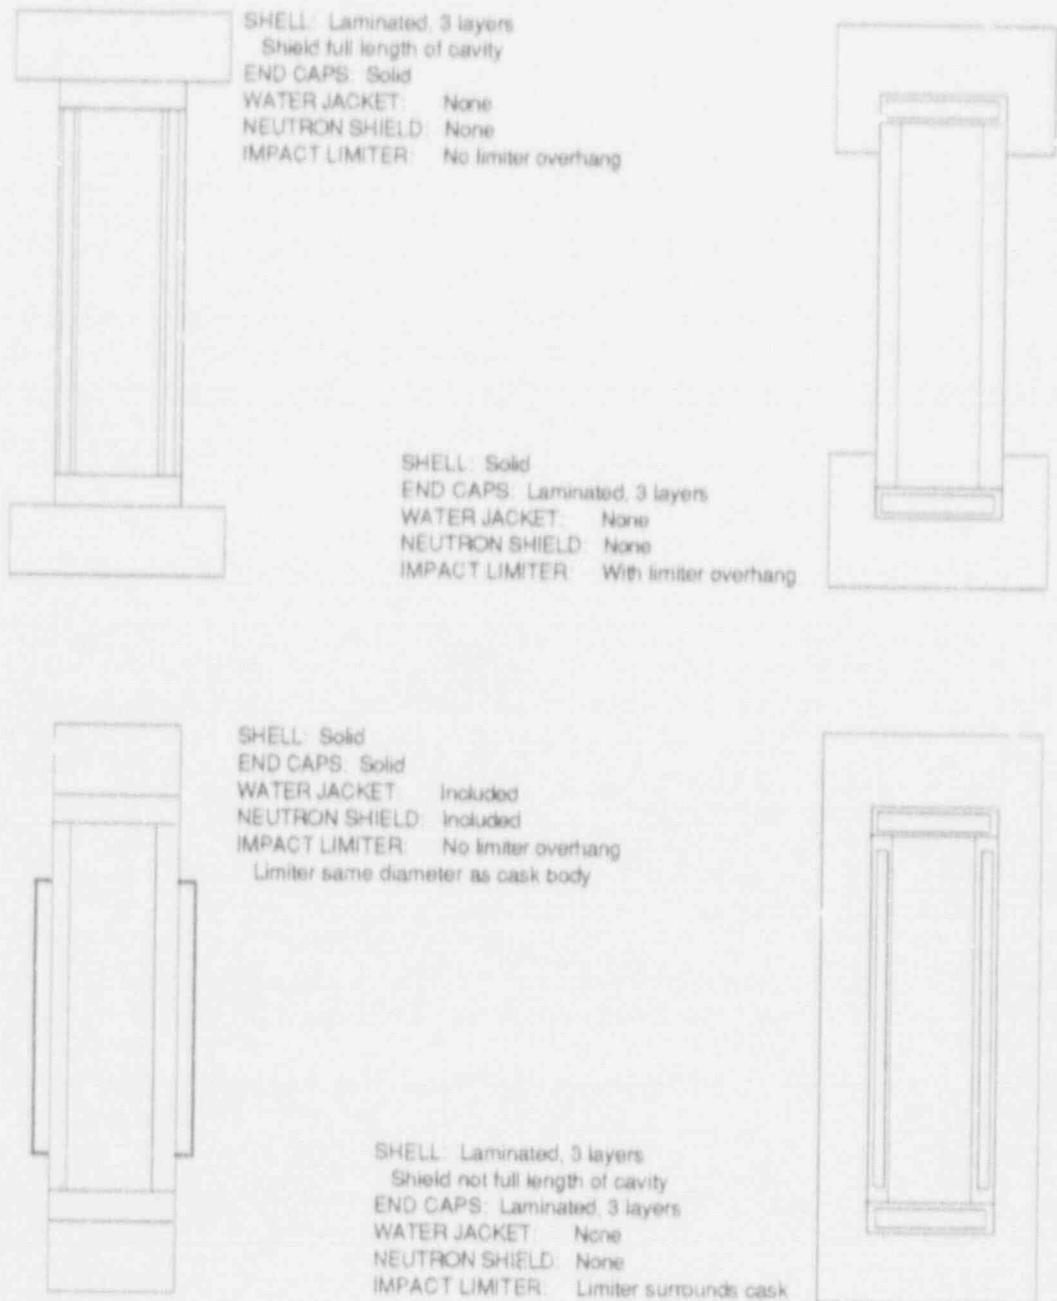 SHELL: Laminated, 3 layers
Shield full length of cavity
END CAPS: Solid
WATER JACKET: None
NEUTRON SHIELD: None
IMPACT LIMITER: No limiter overhang
SHELL: Solid
END CAPS: Laminated, 3 layers
WATER JACKET: None
NEUTRON SHIELD: None
IMPACT LIMITER: With limiter overhang
SHELL: Solid
END CAPS: Solid
WATER JACKET: Included
NEUTRON SHIELD: Included
IMPACT LIMITER: No limiter overhang
Limiter same diameter as cask body
SHELL: Laminated, 3 layers
Shield not full length of cavity
END CAPS: Laminated, 3 layers
WATER JACKET: None
NEUTRON SHIELD: None
IMPACT LIMITER: Limiter surrounds cask